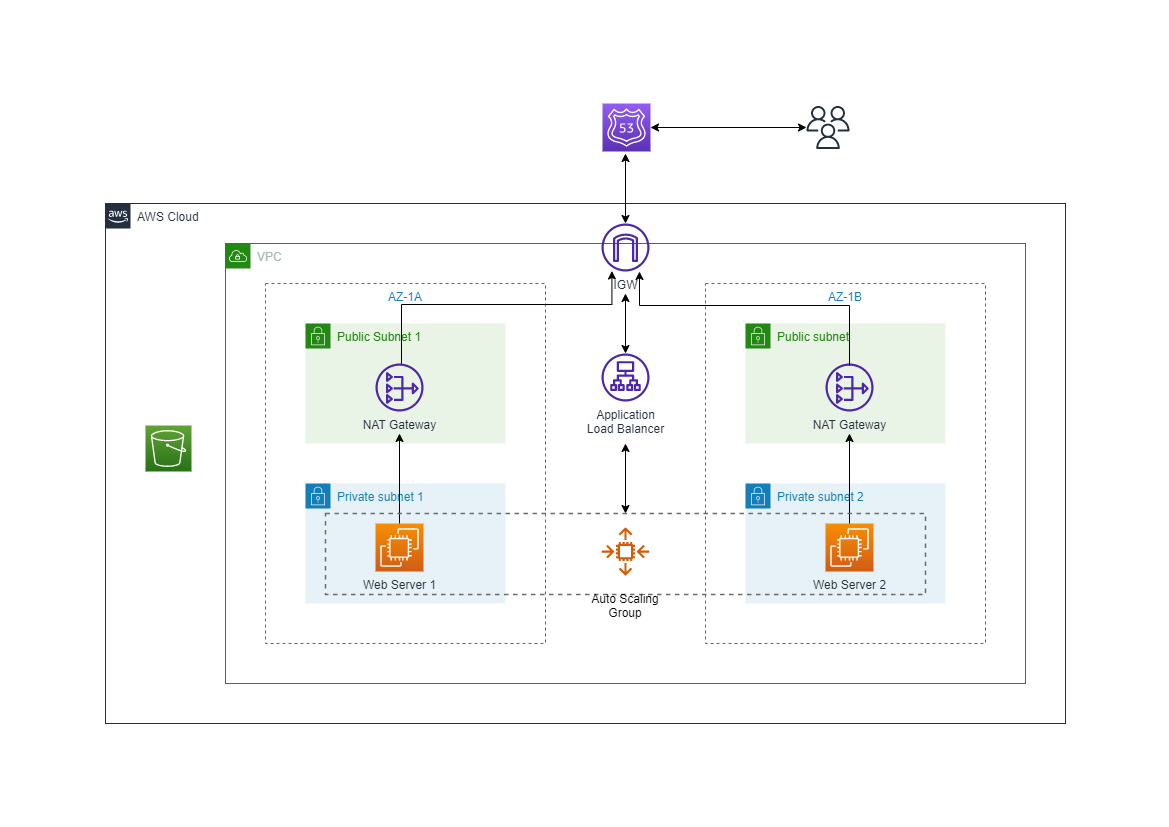 53
aws
AWS Cloud
VPC
IGW
AZ-1A
AZ-1B
Public Subnet 1
Public subnet
NAT Gateway
Application
Load Balancer
NAT Gateway
Private subnet 1
Private subnet 2
Web Server 1
Web Server 2
Auto Scaling
Group